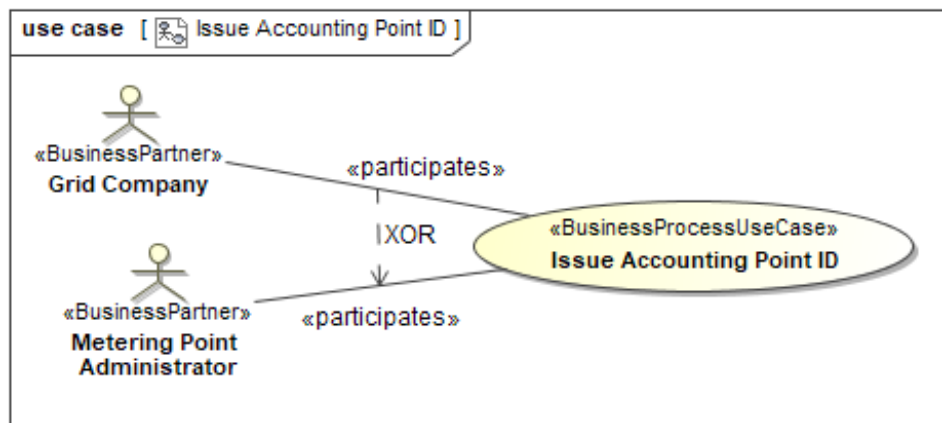 use case [ Issue Accounting Point ID ]
«BusinessPartner»
Grid Company
«participates»
XOR
«BusinessProcessUseCase»
Issue Accounting Point ID
«BusinessPartner»
Metering Point
Administrator
«participates»